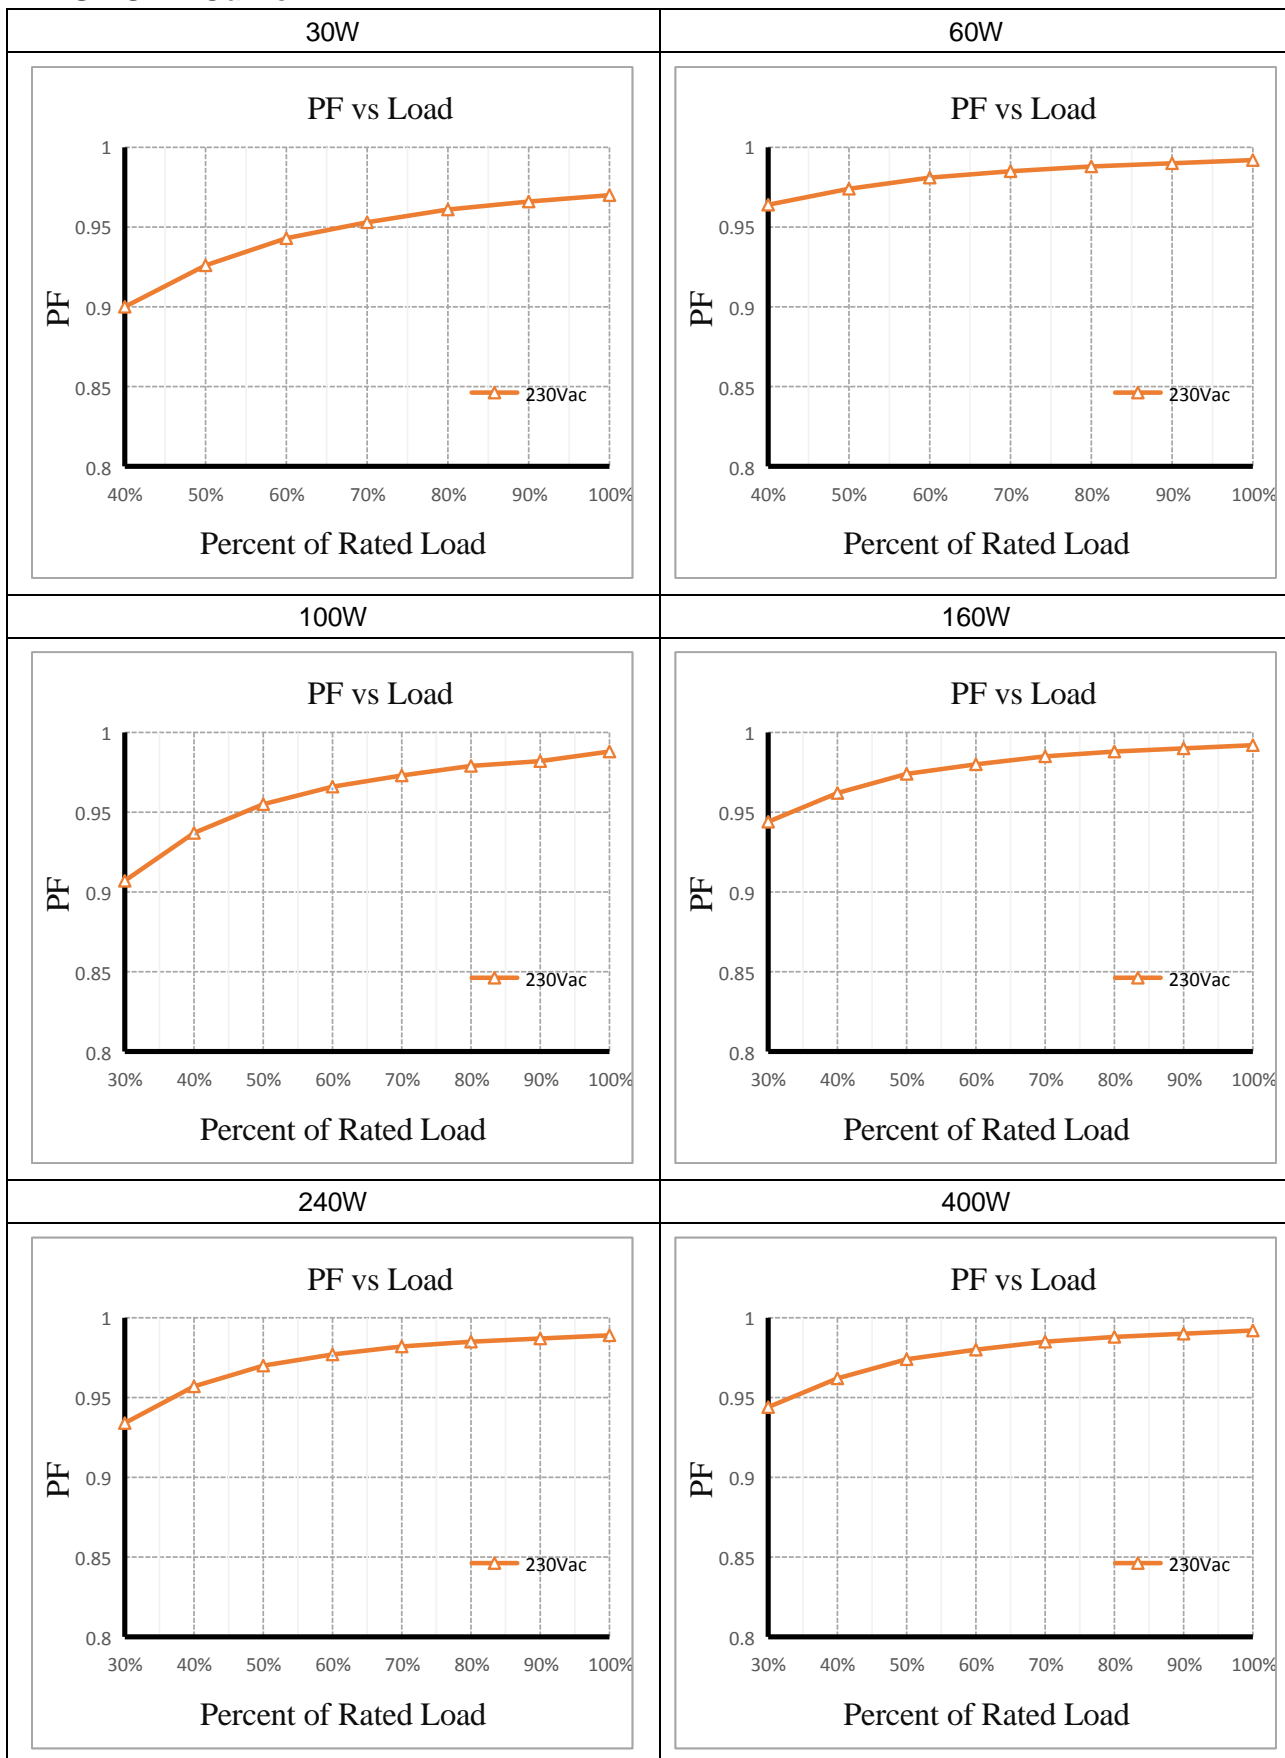 30W
60W
PF vs Load
1
0.95
0.9
0.85
0.8
PF
230Vac
40% 50% 60% 70% 80% 90% 100%
Percent of Rated Load
PF vs Load
1
0.95
0.9
0.85
0.8
PF
230Vac
40% 50% 60% 70% 80% 90% 100%
Percent of Rated Load
100W
160W
PF vs Load
1
0.95
0.9
0.85
0.8
PF
230Vac
30% 40% 50% 60% 70% 80% 90% 100%
Percent of Rated Load
PF vs Load
1
0.95
0.9
0.85
0.8
PF
230Vac
30% 40% 50% 60% 70% 80% 90% 100%
Percent of Rated Load
240W
400W
PF vs Load
1
0.95
0.9
0.85
0.8
PF
230Vac
30% 40% 50% 60% 70% 80% 90% 100%
Percent of Rated Load
PF vs Load
1
0.95
0.9
0.85
0.8
PF
230Vac
30% 40% 50% 60% 70% 80% 90% 100%
Percent of Rated Load